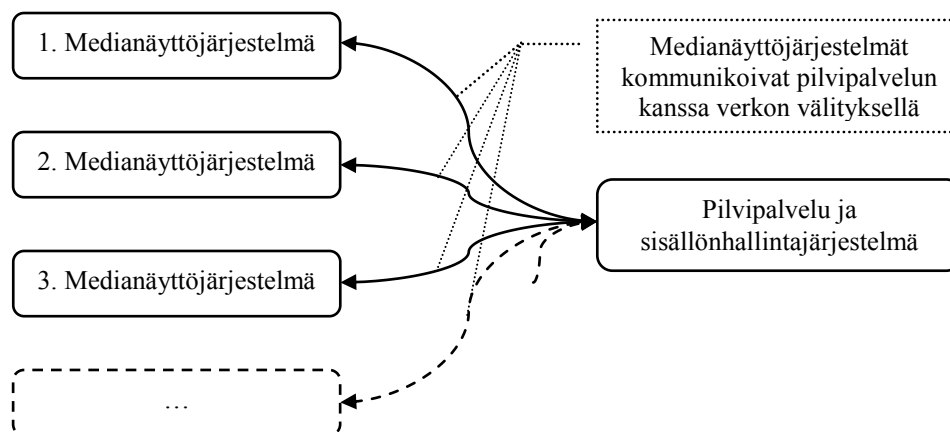 1. Medianäyttöjärjestelmä
Medianäyttöjärjestelmät
kommunikoivat pilvipalvelun
kanssa verkon välityksellä
2. Medianäyttöjärjestelmä
Pilvipalvelu ja
sisällönhallintajärjestelmä
3. Medianäyttöjärjestelmä
…